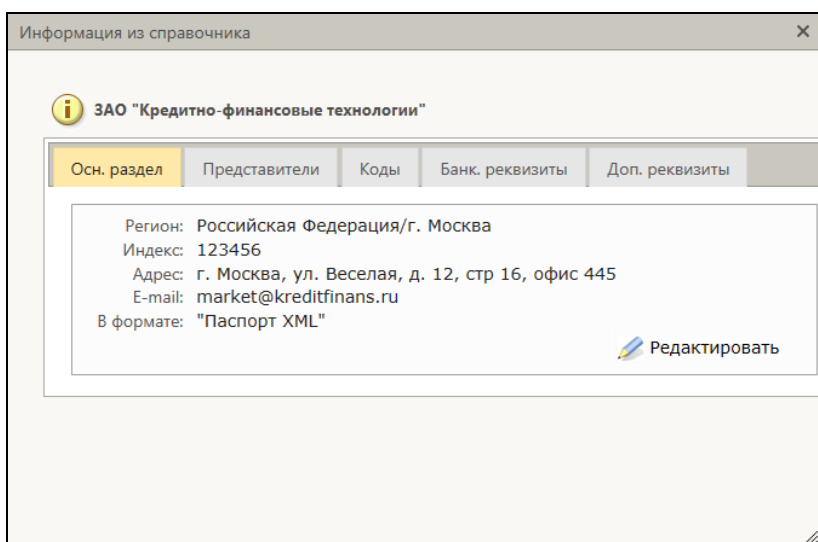 Информация из справочника
ЗАО "Кредитно-финансовые технологии"
Осн. раздел Представители Коды Банк. реквизиты Доп. реквизиты
Регион: Российская Федерация/г. Москва
Индекс: 123456
Адрес: г. Москва, ул. Веселая, д. 12, стр 16, офис 445
E-mail: market@kreditfinans.ru
В формате: "Паспорт XML"
Редактировать